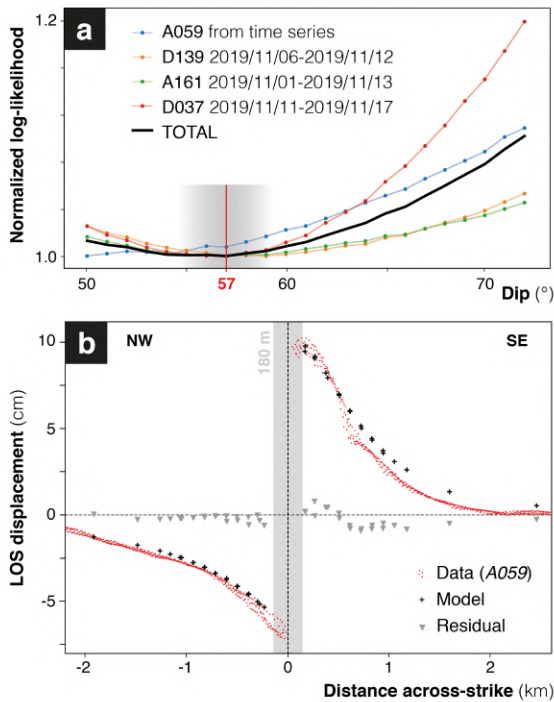 a
1.2
A059 from time series
D139 2019/11/06-2019/11/12
A161 2019/11/01-2019/11/13
D037 2019/11/11-2019/11/17
TOTAL
Normalized log-likelihood
1.0
50
57
60
70
Dip (°)
b
NW
180 m
SE
10
5
0
-5
LOS displacement (cm)
Data (A059)
Model
Residual
-2
-1
0
1
2
Distance across-strike (km)